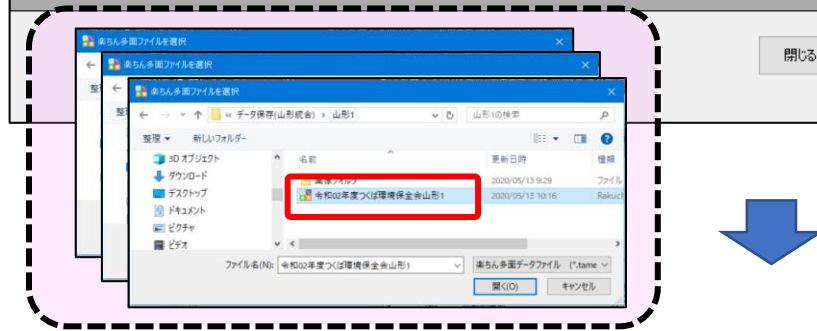 閉じる
楽ちん多面ファイルを選択
楽ちん多面ファイルを選択
楽ちん多面ファイルを選択
整
整
« データ保存(山形統合) › 山形1
山形1の検索
整理
新しいフォルダー
3D オブジェクト
ダウンロード
デスクトップ
ドキュメント
ピクチャ
ビデオ
名前
更新日時
種類
画像フォルダ
2020/05/13 9:29
ファイル
令和02年度つくば環境保全会山形1
2020/05/13 10:16
Rakuch
ファイル名(N):
令和02年度つくば環境保全会山形1
楽ちん多面データファイル (*.tame
開く(O)
キャンセル